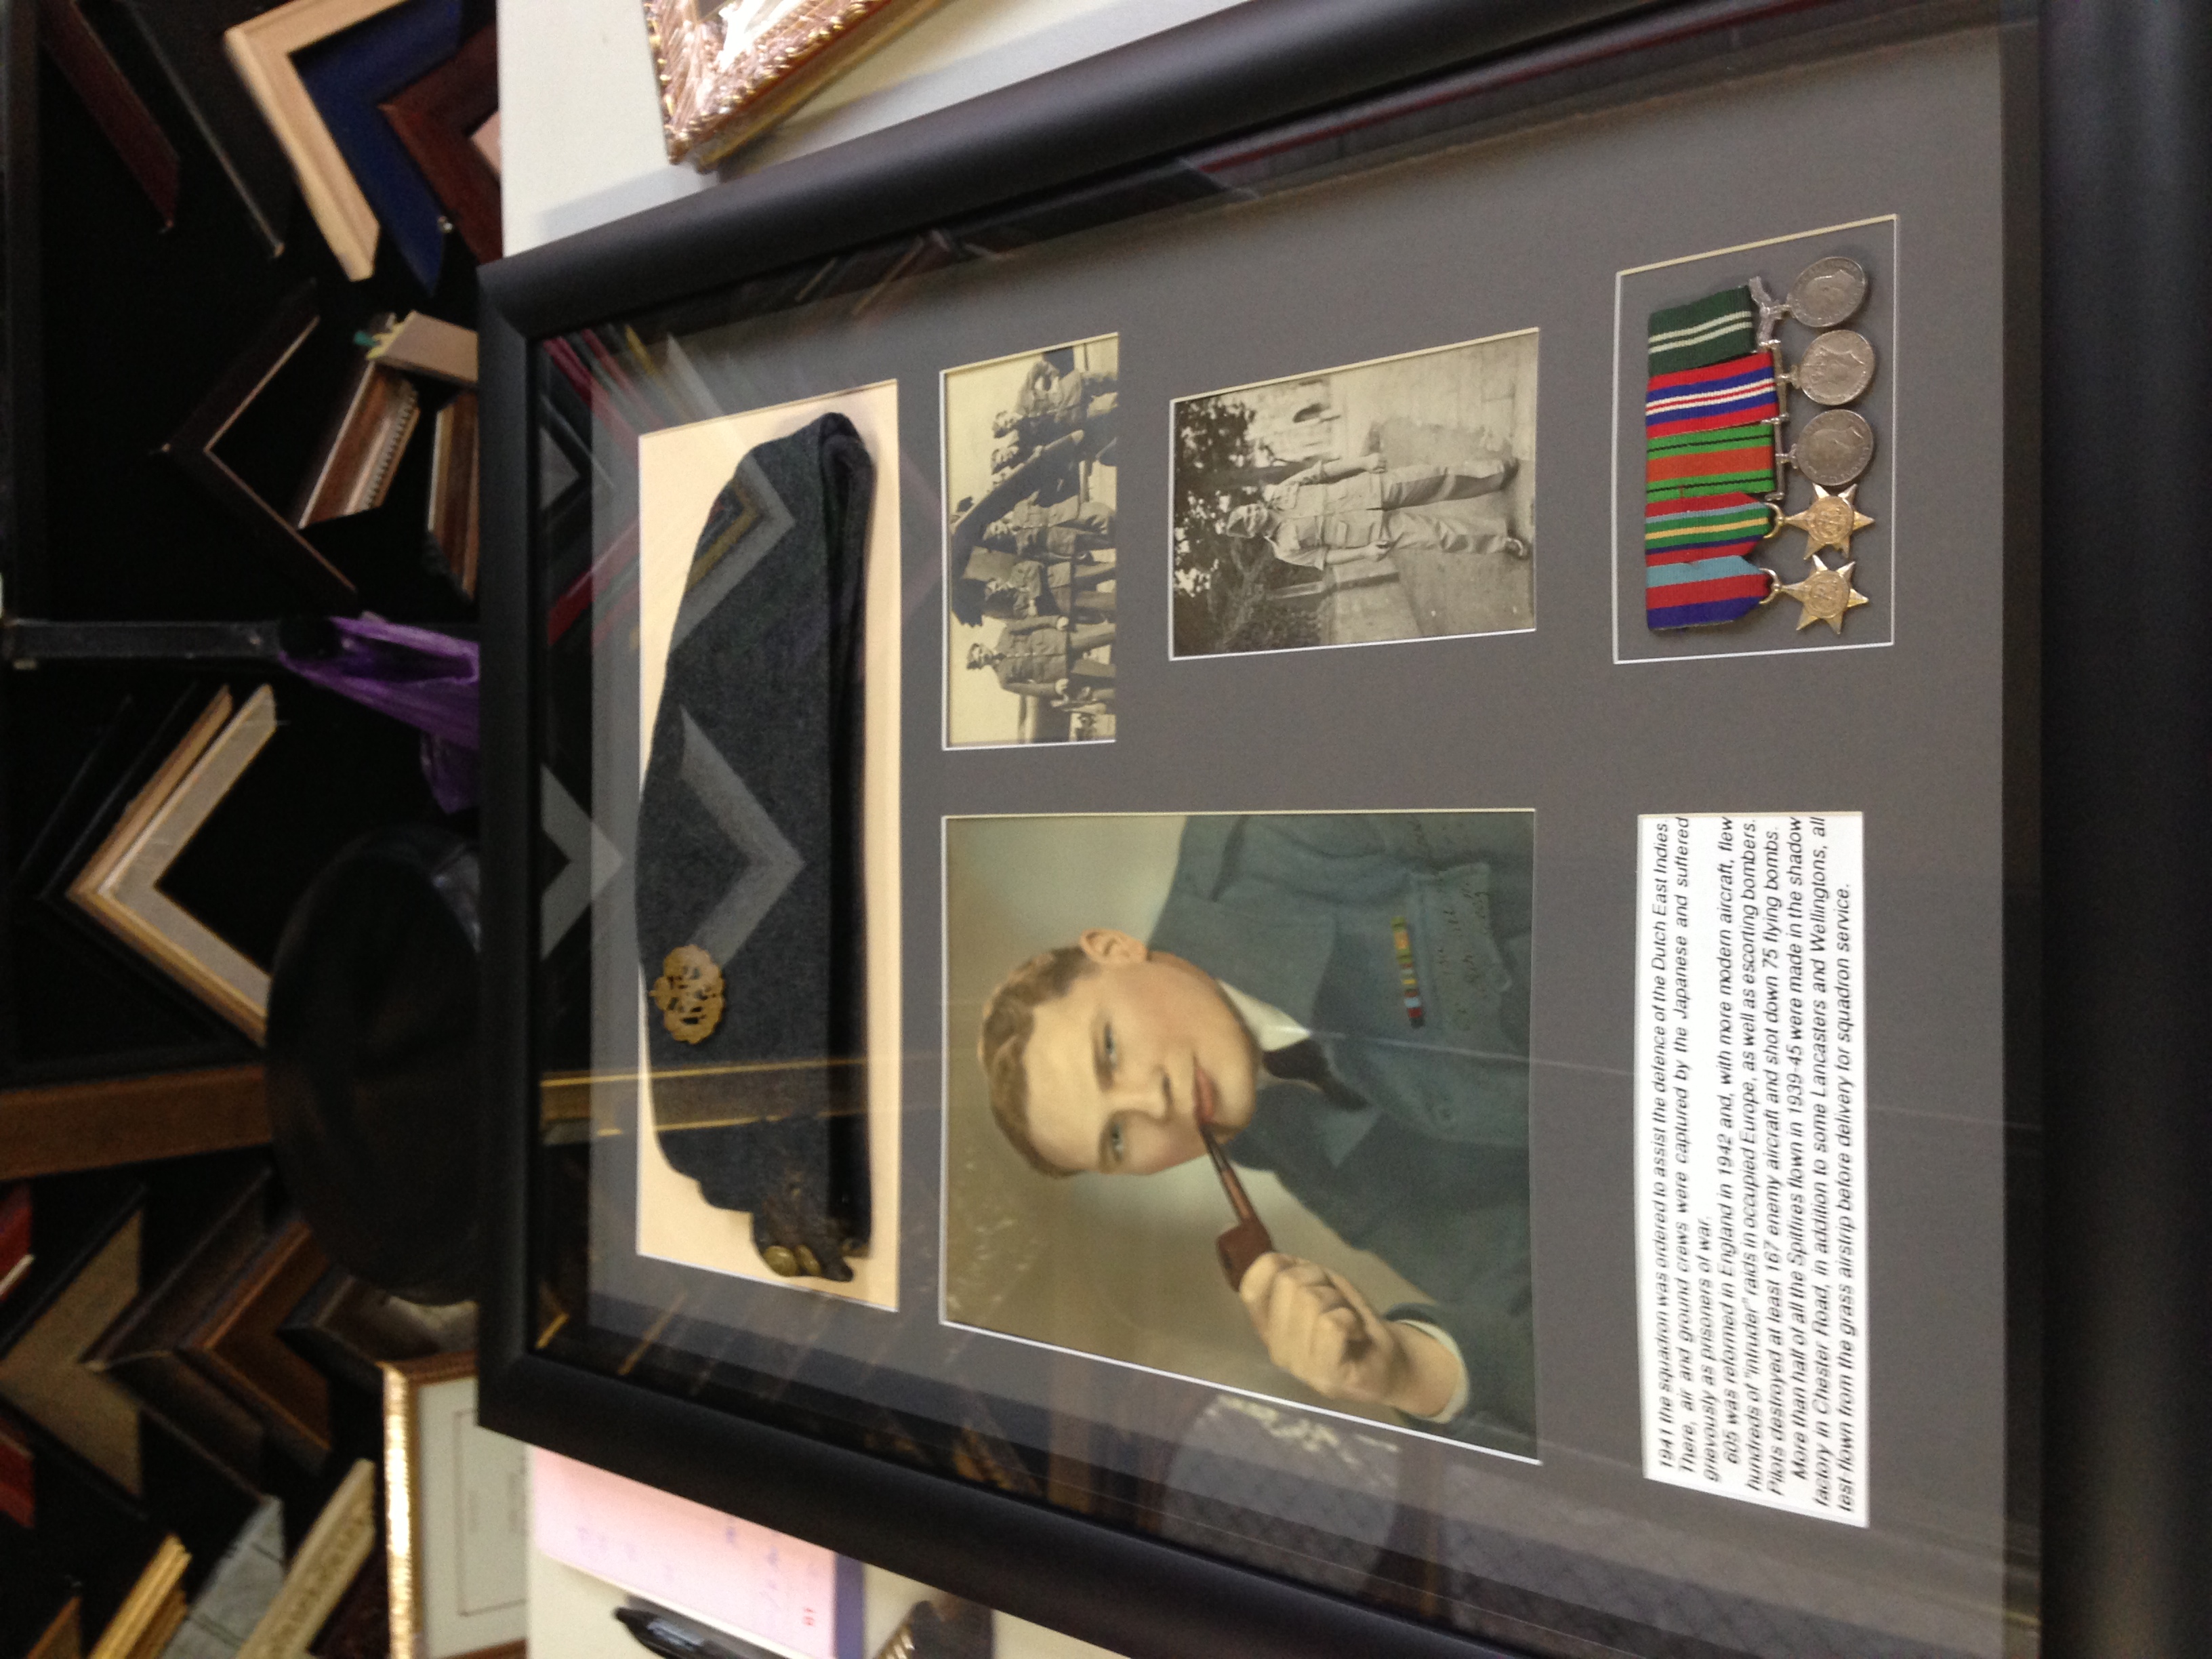 RAF
1941 the squadron was ordered to assist the defence of the Dutch East Indies.
There, air and ground crews were captured by the Japanese and suffered
grievously as prisoners of war.
605 was reformed in England in 1942 and, with more modern aircraft, flew
hundreds of "intruder" raids in occupied Europe, as well as escorting bombers.
Pilots destroyed at least 167 enemy aircraft and shot down 75 flying bombs.
More than half of all the Spitfires flown in 1939-45 were made in the shadow
factory in Chester Road, in addition to some Lancasters and Wellingtons, all
test-flown from the grass airstrip before delivery for squadron service.